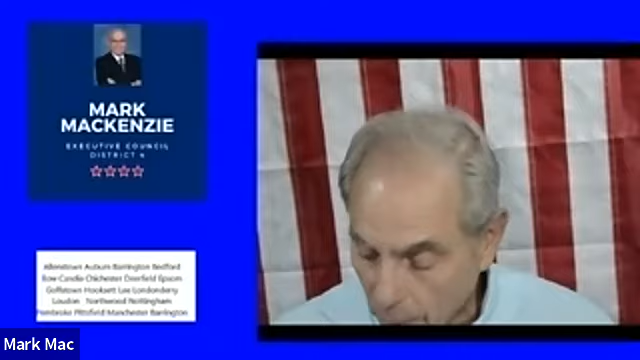 MARK
MACKENZIE
EXECUTIVE COUNCIL
DISTRICT 4
Allenstown Auburn Barrington Bedford
Bow Candia Chichester Deerfield Epsom
Goffstown Hooksett Lee Londonderry
Loudon Northwood Nottingham
Pembroke Pittsfield Manchester Barrington
Mark Mac